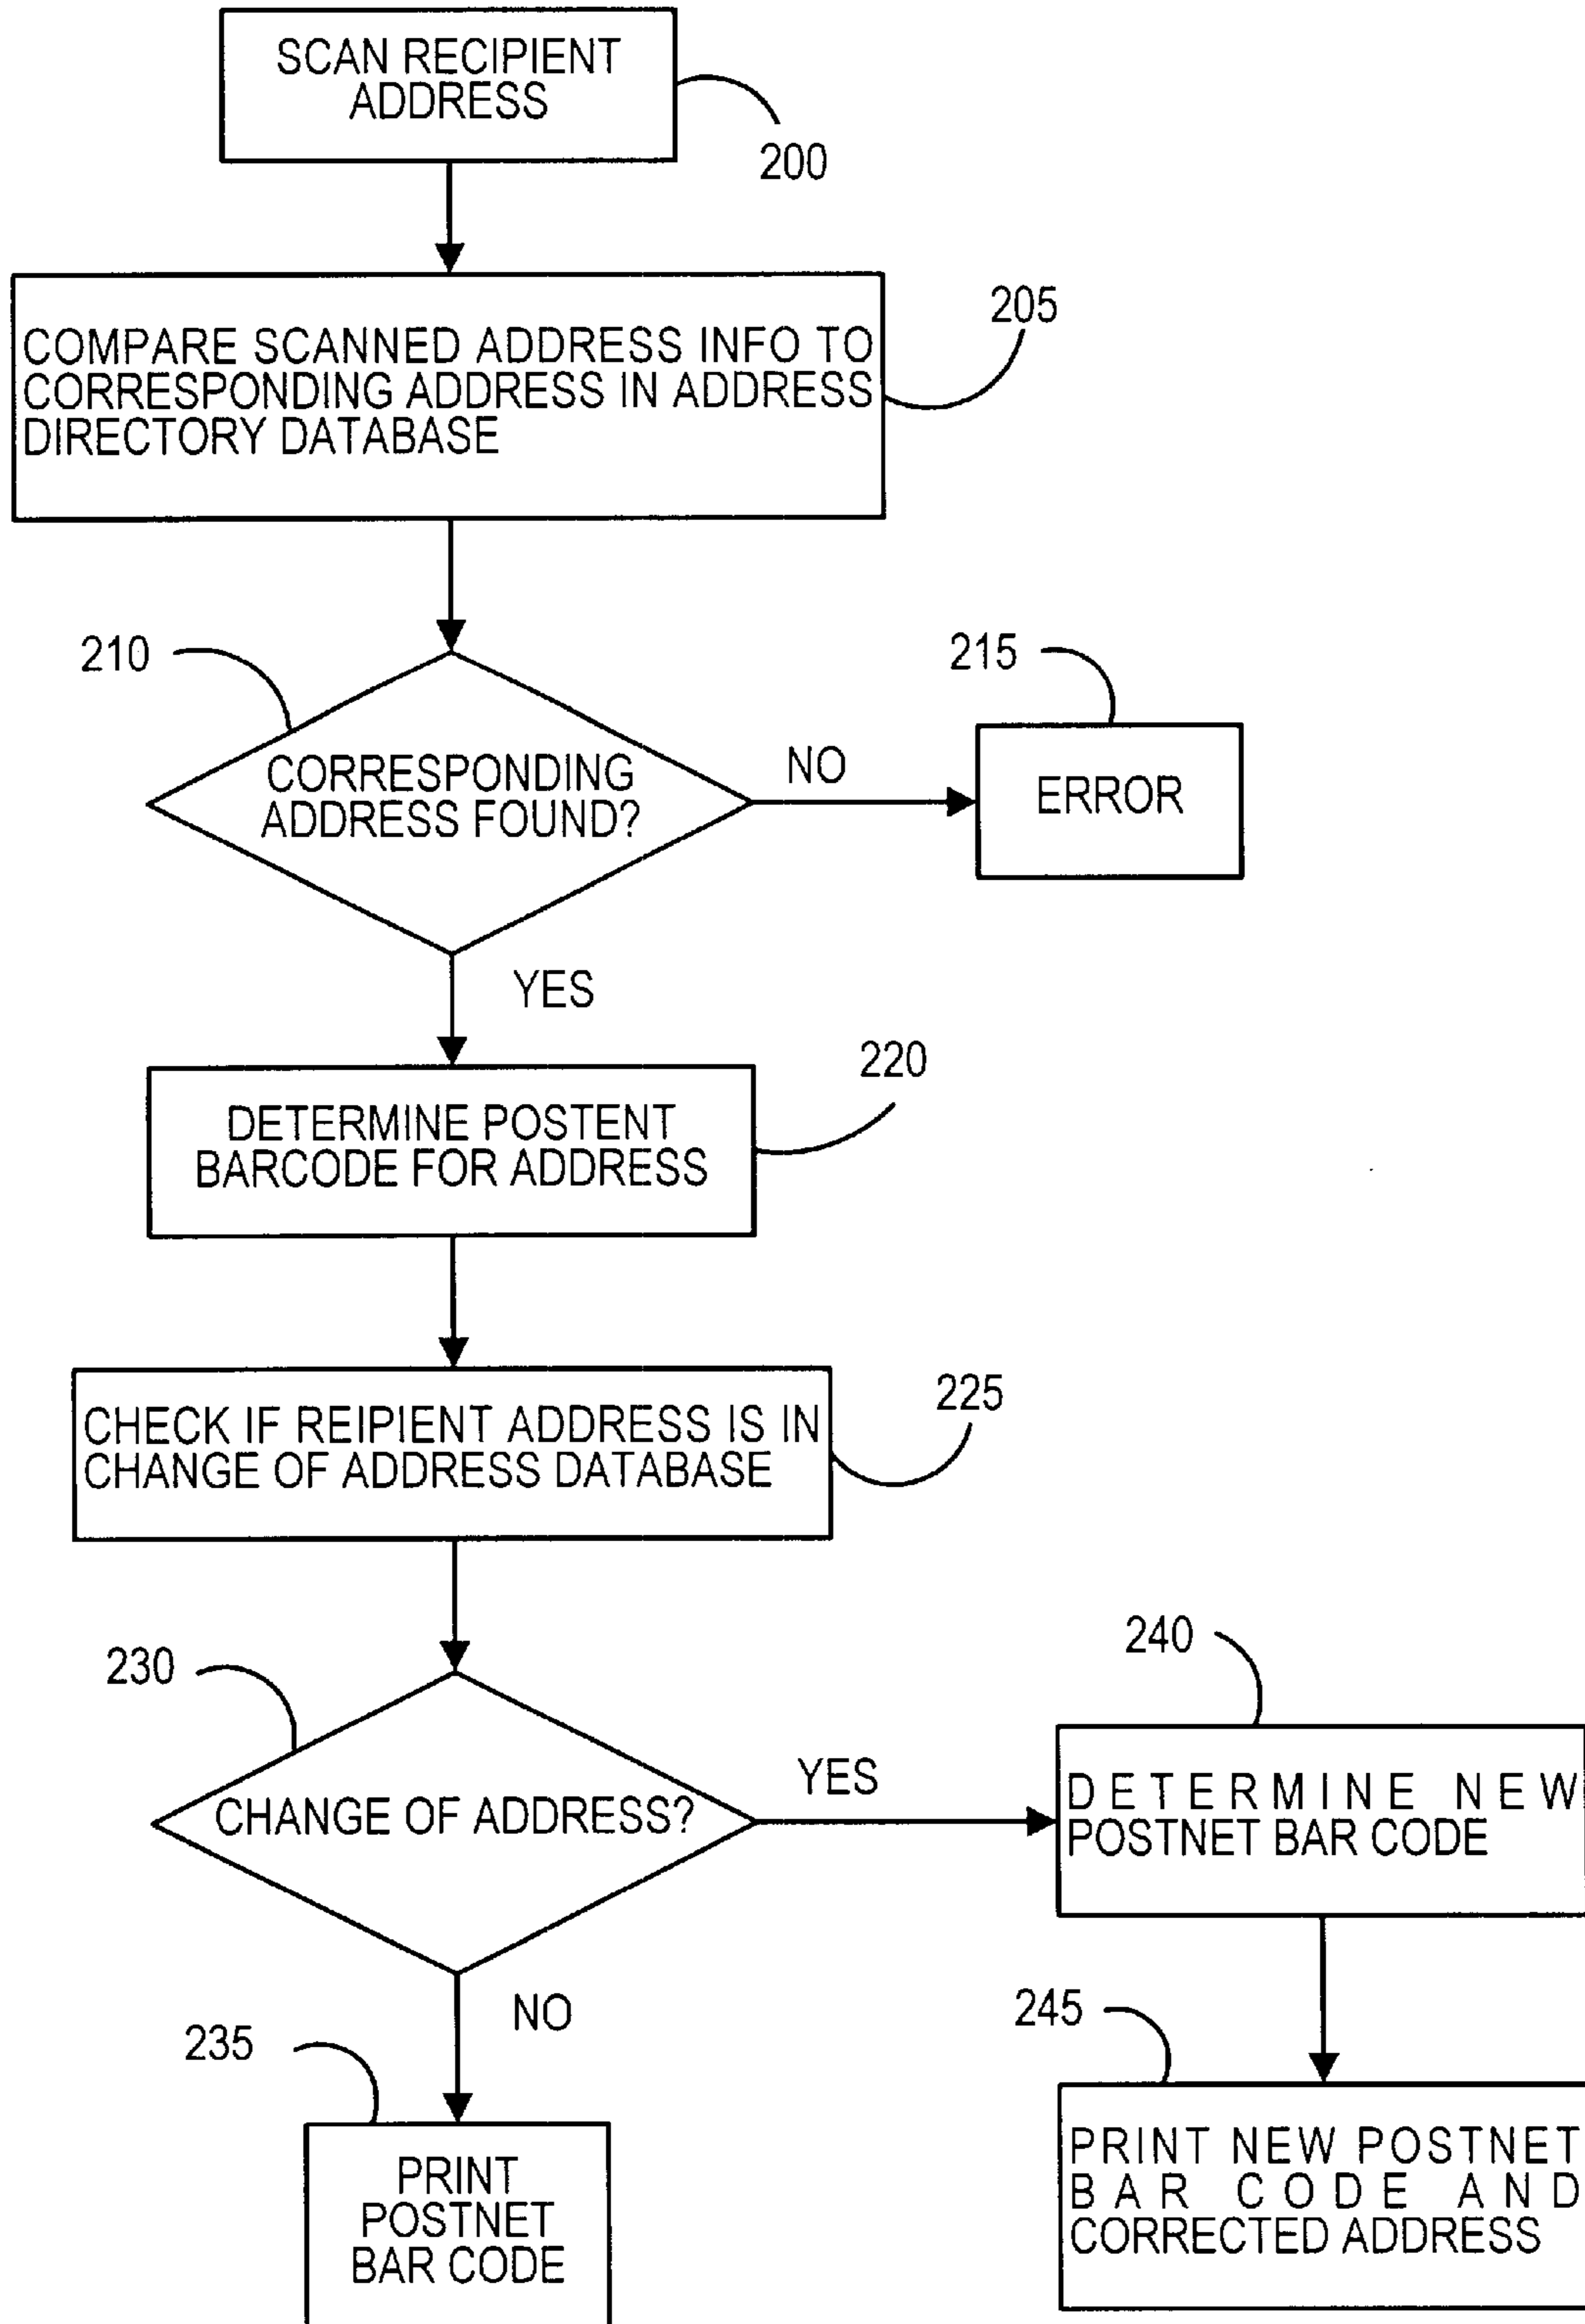 SCAN RECIPIENT
ADDRESS
200
COMPARE SCANNED ADDRESS INFO TO
CORRESPONDING ADDRESS IN ADDRESS
DIRECTORY DATABASE
205
210
CORRESPONDING
ADDRESS FOUND?
NO
215
ERROR
YES
DETERMINE POSTENT
BARCODE FOR ADDRESS
220
CHECK IF REIPIENT ADDRESS IS IN
CHANGE OF ADDRESS DATABASE
225
230
CHANGE OF ADDRESS?
YES
240
DETERMINE NEW
POSTNET BAR CODE
NO
235
PRINT
POSTNET
BAR CODE
245
PRINT NEW POSTNET
BAR CODE AND
CORRECTED ADDRESS